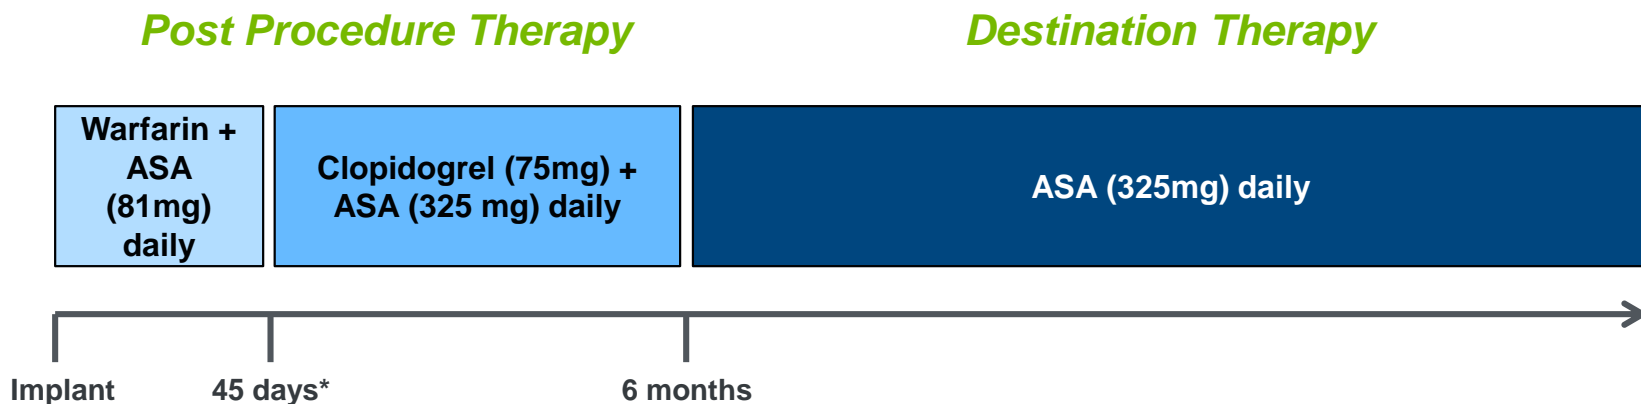 Post Procedure Therapy
Destination Therapy
Warfarin +
ASA
(81mg)
daily
Clopidogrel (75mg) +
ASA (325 mg) daily
ASA (325mg) daily
Implant
45 days*
6 months